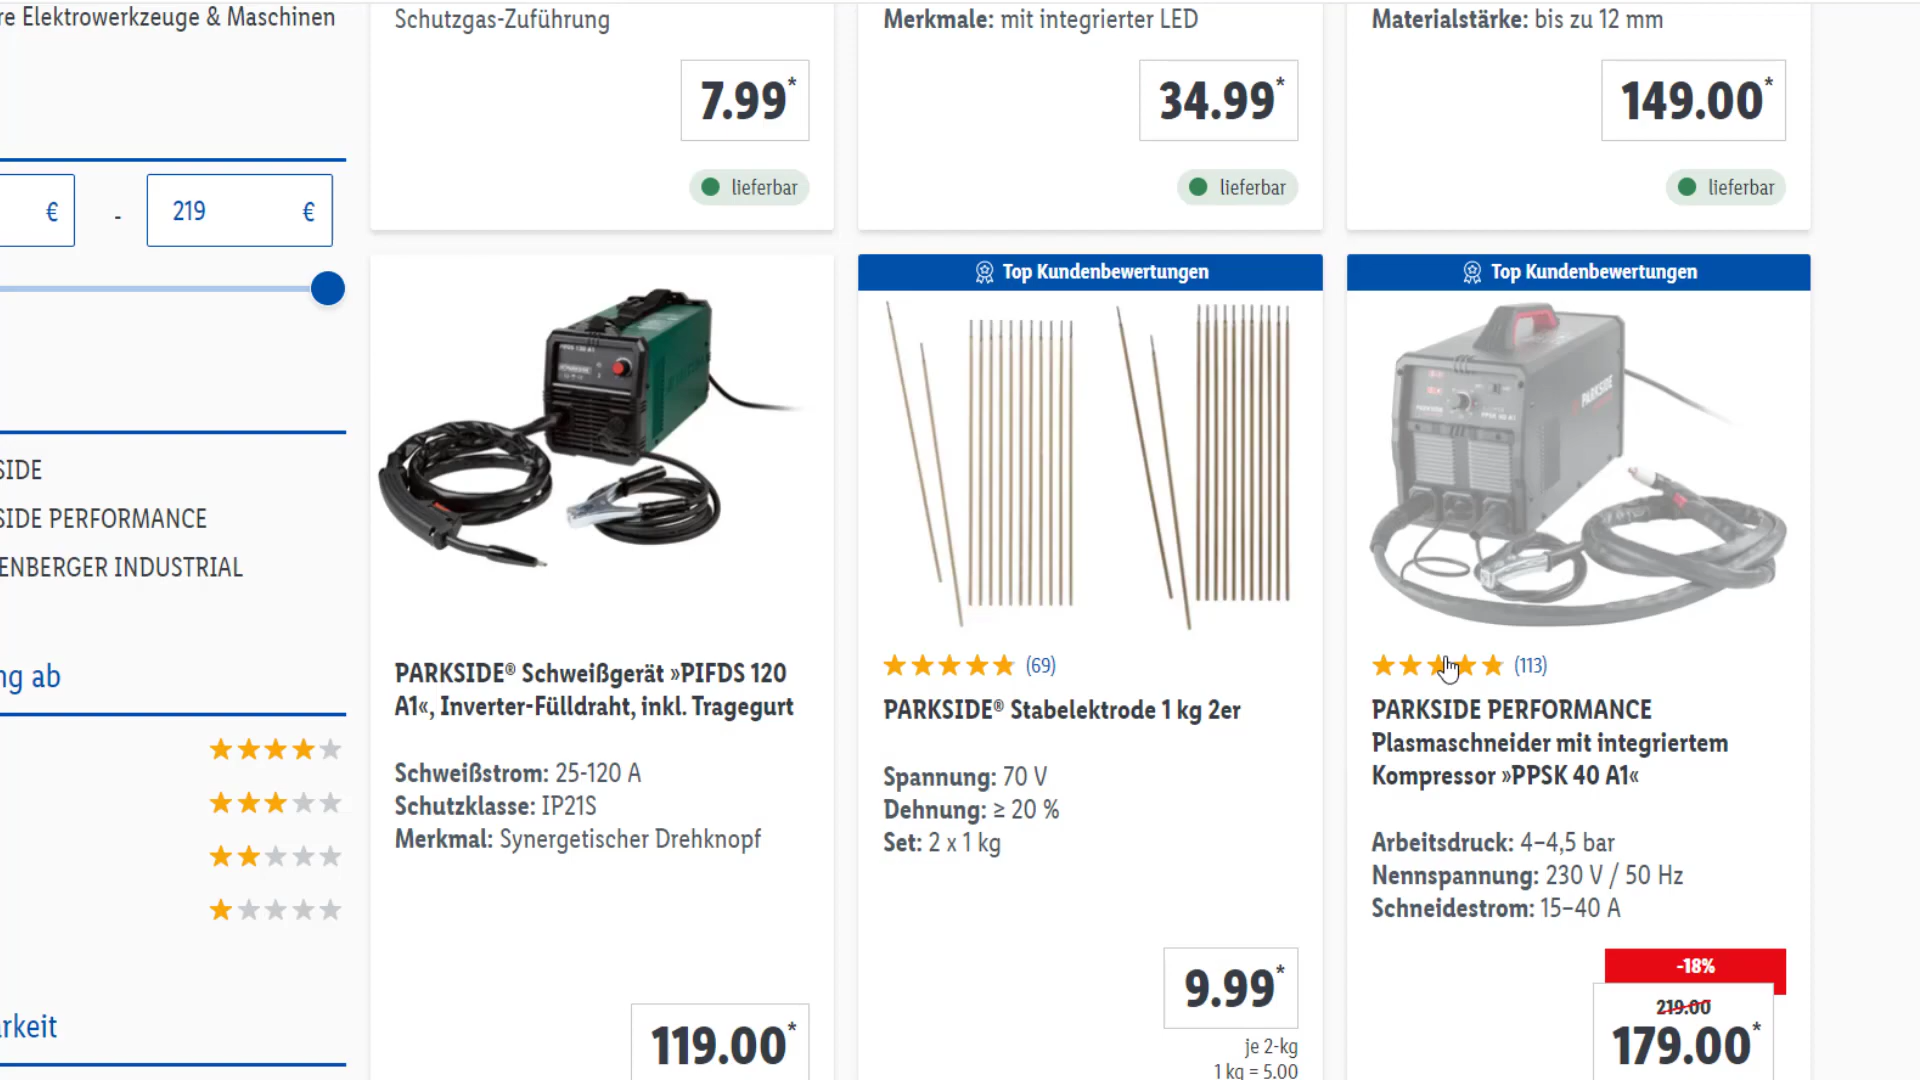 re Elektrowerkzeuge & Maschinen
€
-
219 €
SIDE
SIDE PERFORMANCE
ENBERGER INDUSTRIAL
ng ab
rkeit
Schutzgas-Zuführung
7.99*
lieferbar
Merkmale: mit integrierter LED
34.99*
lieferbar
Materialstärke: bis zu 12 mm
149.00*
lieferbar
PARKSIDE® Schweißgerät »PIFDS 120
A1«, Inverter-Fülldraht, inkl. Tragegurt
Schweißstrom: 25-120 A
Schutzklasse: IP21S
Merkmal: Synergetischer Drehknopf
119.00*
Top Kundenbewertungen
(69)
PARKSIDE® Stabelektrode 1 kg 2er
Spannung: 70 V
Dehnung: ≥ 20 %
Set: 2 x 1 kg
9.99*
je 2-kg
1 kg = 5.00
Top Kundenbewertungen
PARKSIDE
(113)
PARKSIDE PERFORMANCE
Plasmaschneider mit integriertem
Kompressor »PPSK 40 A1«
Arbeitsdruck: 4–4,5 bar
Nennspannung: 230 V / 50 Hz
Schneidestrom: 15–40 A
-18%
219.00
179.00*